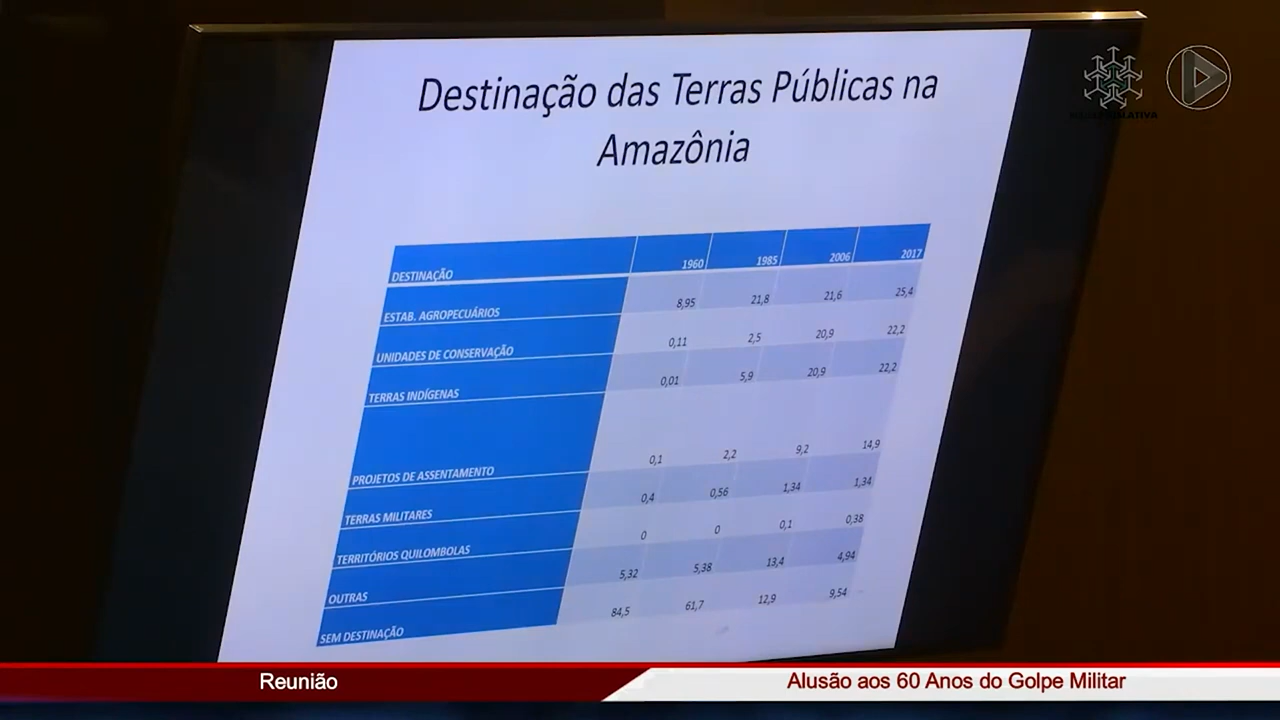 Destinação das Terras Públicas na
Amazônia
DESTINAÇÃO 1960 1985 2006 2017
ESTAB. AGROPECUÁRIOS 8,95 21,8 21,6 25,4
UNIDADES DE CONSERVAÇÃO 0,11 2,5 20,9 22,2
TERRAS INDÍGENAS 0,01 5,9 20,9 22,2
PROJETOS DE ASSENTAMENTO 0,1 2,2 9,2 14,9
TERRAS MILITARES 0,4 0,56 1,34 1,34
TERRITÓRIOS QUILOMBOLAS 0 0 0,1 0,38
OUTRAS 5,32 5,38 13,4 4,94
SEM DESTINAÇÃO 84,5 61,7 12,9 9,54
Reunião
Alusão aos 60 Anos do Golpe Militar